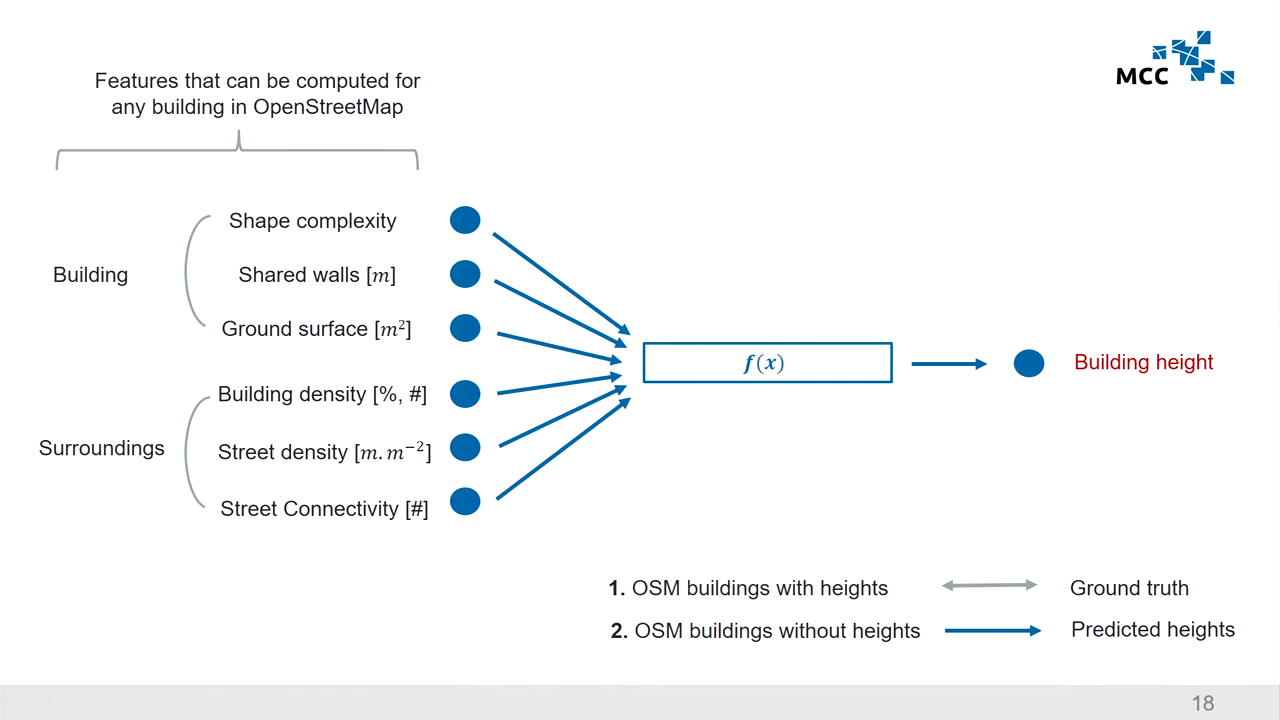 MCC
Features that can be computed for
any building in OpenStreetMap
Building
Shape complexity
Shared walls [m]
Ground surface [m²]
Surroundings
Building density [%, #]
Street density [m.m⁻²]
Street Connectivity [#]
f(x)
Building height
1. OSM buildings with heights
Ground truth
2. OSM buildings without heights
Predicted heights
18